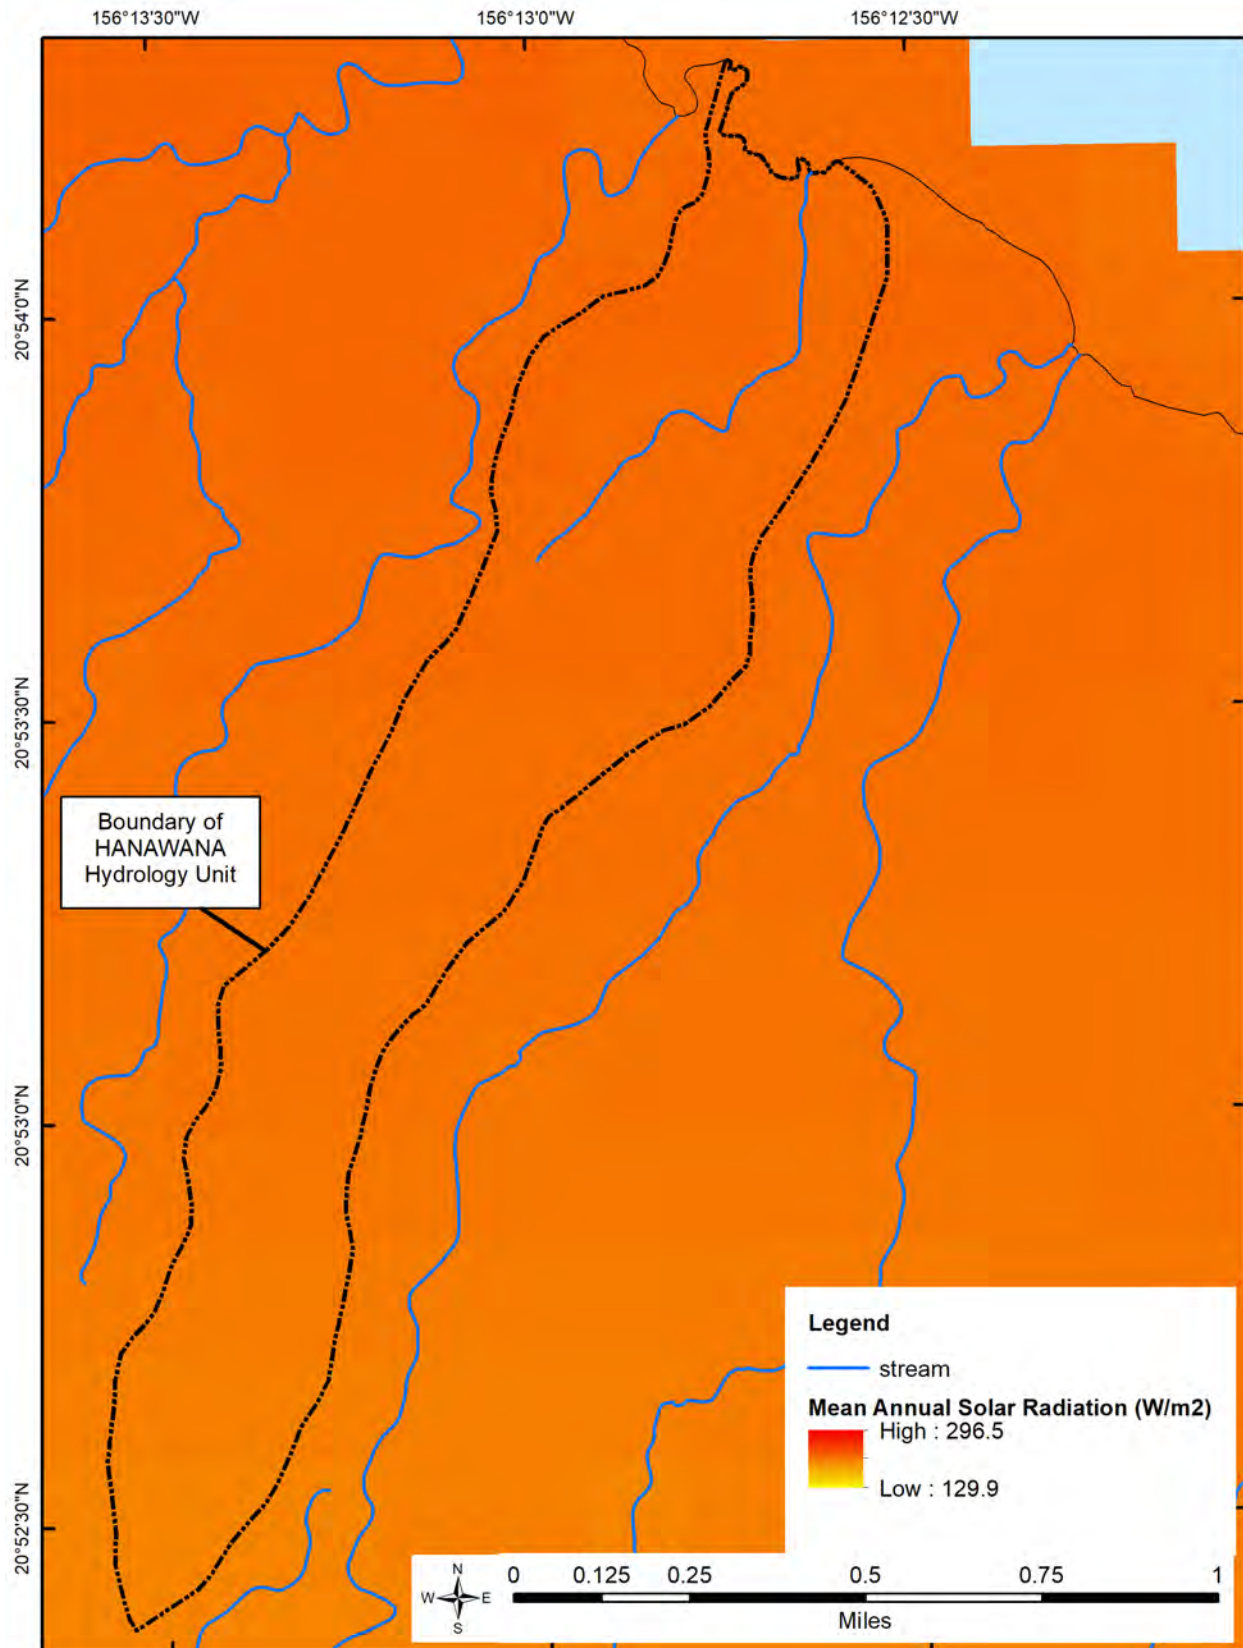 156°13'30"W
156°13'0"W
156°12'30"W
20°54'0"N
20°53'30"N
Boundary of
HANAWANA
Hydrology Unit
20°53'0"N
20°52'30"N
Legend
stream
Mean Annual Solar Radiation (W/m2)
High : 296.5
Low : 129.9
N
W E
S
0 0.125 0.25 0.5 0.75 1
Miles